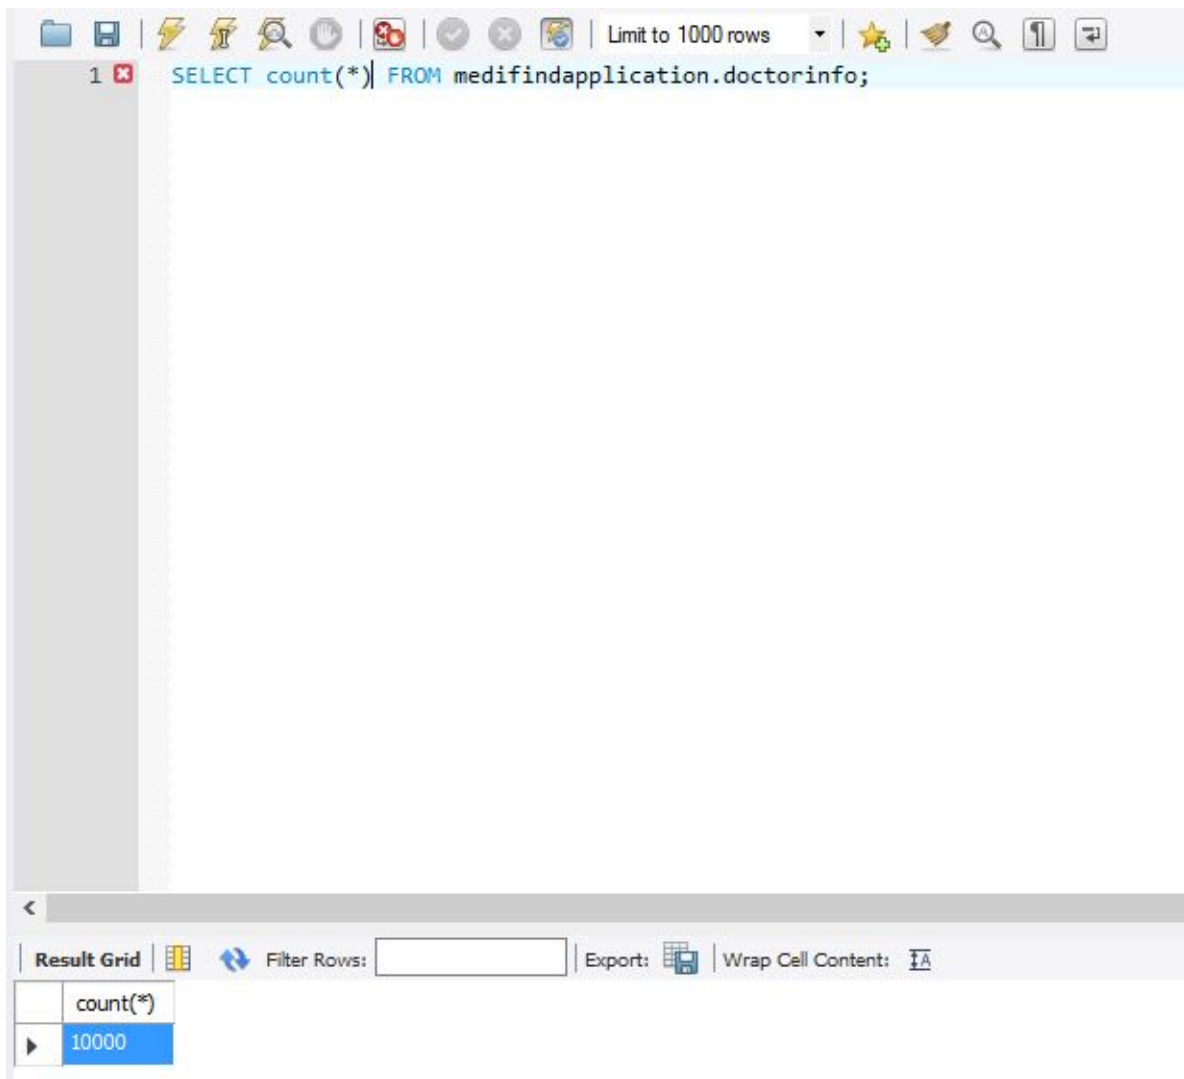 Limit to 1000 rows
1 SELECT count(*) FROM medifindapplication.doctorinfo;
Result Grid Filter Rows: Export: Wrap Cell Content: IA
count(*)
10000